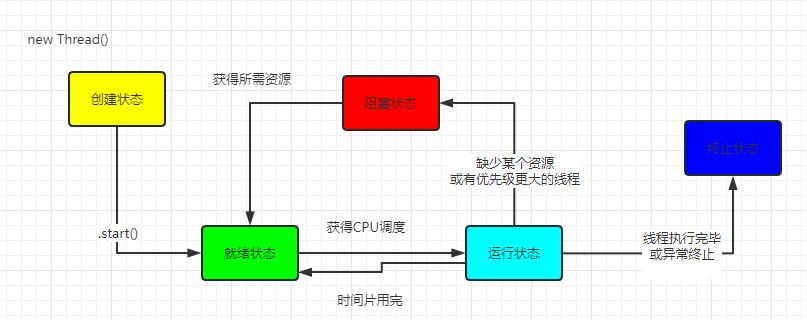 new Thread()
创建状态
获得所需资源
阻塞状态
终止状态
缺少某个资源
或有优先级更大的线程
.start()
就绪状态
获得CPU调度
运行状态
线程执行完毕
或异常终止
时间片用完